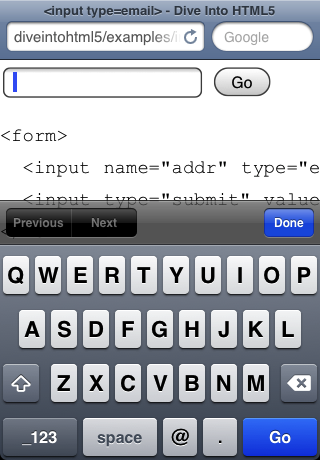 <input type=email> - Dive Into HTML5
diveintohtml5/examples/i
Google
Go
<form>
<input name="addr" type="e
<input type="submit" value
<
Previous Next Done
Q W E R T Y U I O P
A S D F G H J K L
Z X C V B N M
_123 space @ . Go